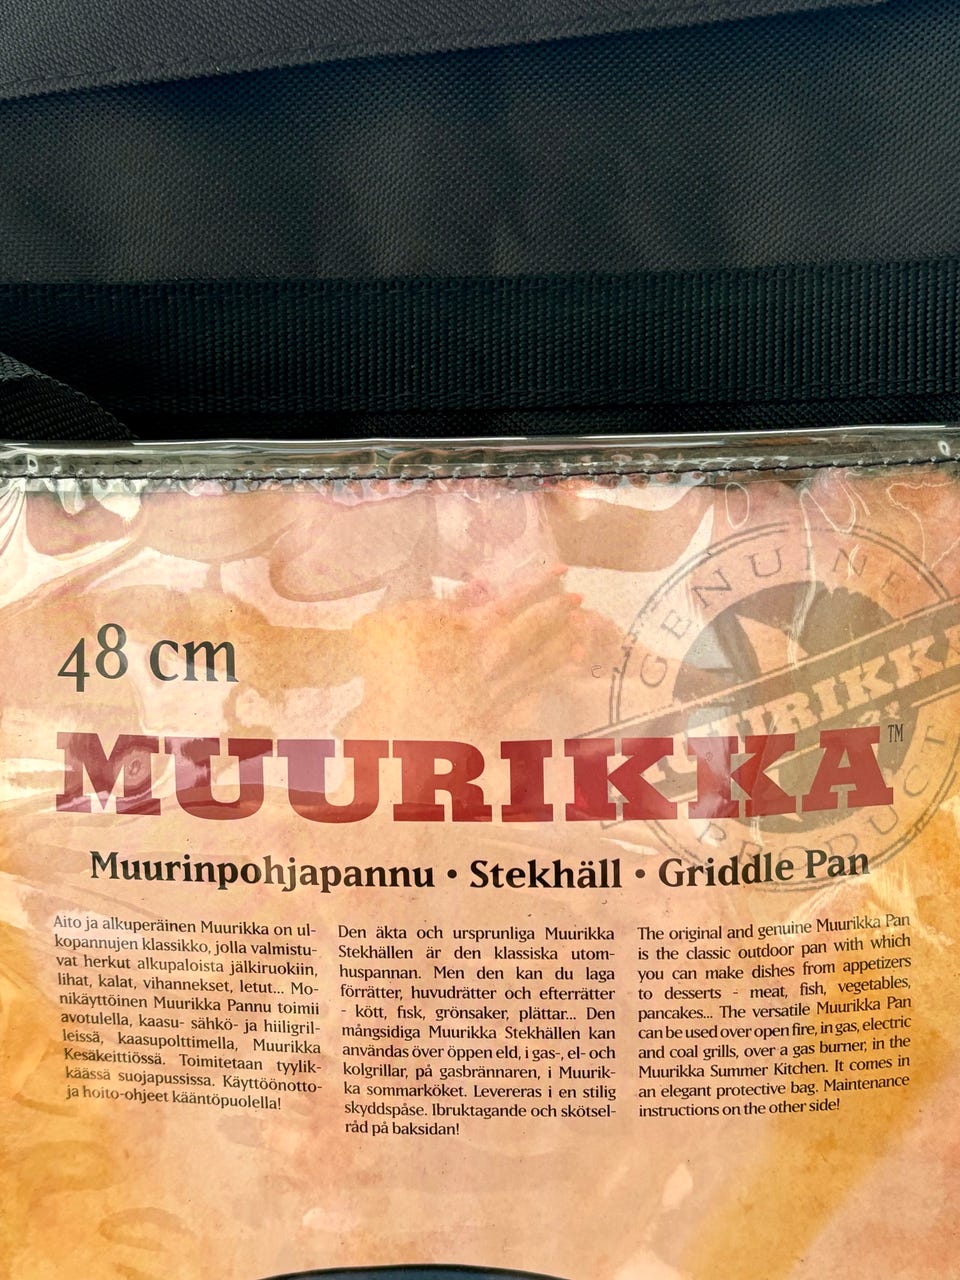 GENUINE
48 cm
MUURIKKA™
PRODUCT
Muurinpohjapannu • Stekhäll • Griddle Pan
Aito ja alkuperäinen Muurikka on ul-
kopannujen klassikko, jolla valmistu-
vat herkut alkupaloista jälkiruokiin,
lihat, kalat, vihannekset, letut... Mo-
nikäyttöinen Muurikka Pannu toimii
avotulella, kaasu- sähkö- ja hiiligril-
leissä, kaasupolttimella, Muurikka
Kesäkeittiössä. Toimitetaan tyylik-
käässä suojapussissa. Käyttöönotto-
ja hoito-ohjeet kääntöpuolella!
Den äkta och ursprunliga Muurikka
Stekhällen är den klassiska utom-
huspannan. Men den kan du laga
förrätter, huvudrätter och efterrätter
- kött, fisk, grönsaker, plättar... Den
mångsidiga Muurikka Stekhällen kan
användas över öppen eld, i gas-, el- och
kolgrillar, på gasbrännaren, i Muurik-
ka sommarköket. Levereras i en stilig
skyddspåse. Ibruktagande och skötsel-
råd på baksidan!
The original and genuine Muurikka Pan
is the classic outdoor pan with which
you can make dishes from appetizers
to desserts - meat, fish, vegetables,
pancakes... The versatile Muurikka Pan
can be used over open fire, in gas, electric
and coal grills, over a gas burner, in the
Muurikka Summer Kitchen. It comes in
an elegant protective bag. Maintenance
instructions on the other side!